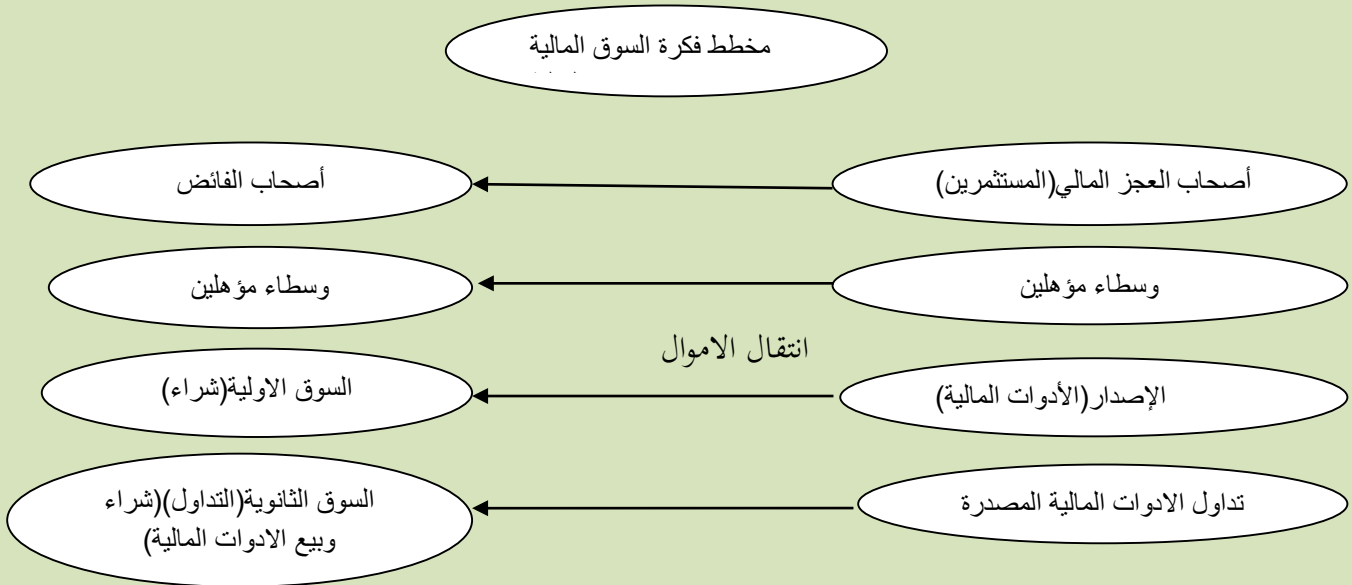 مخطط فكرة السوق المالية
أصحاب العجز المالي(المستثمرين)
أصحاب الفائض
وسطاء مؤهلين
وسطاء مؤهلين
انتقال الاموال
الإصدار(الأدوات المالية)
السوق الاولية(شراء)
تداول الادوات المالية المصدرة
السوق الثانوية(التداول)(شراء
وبيع الادوات المالية)